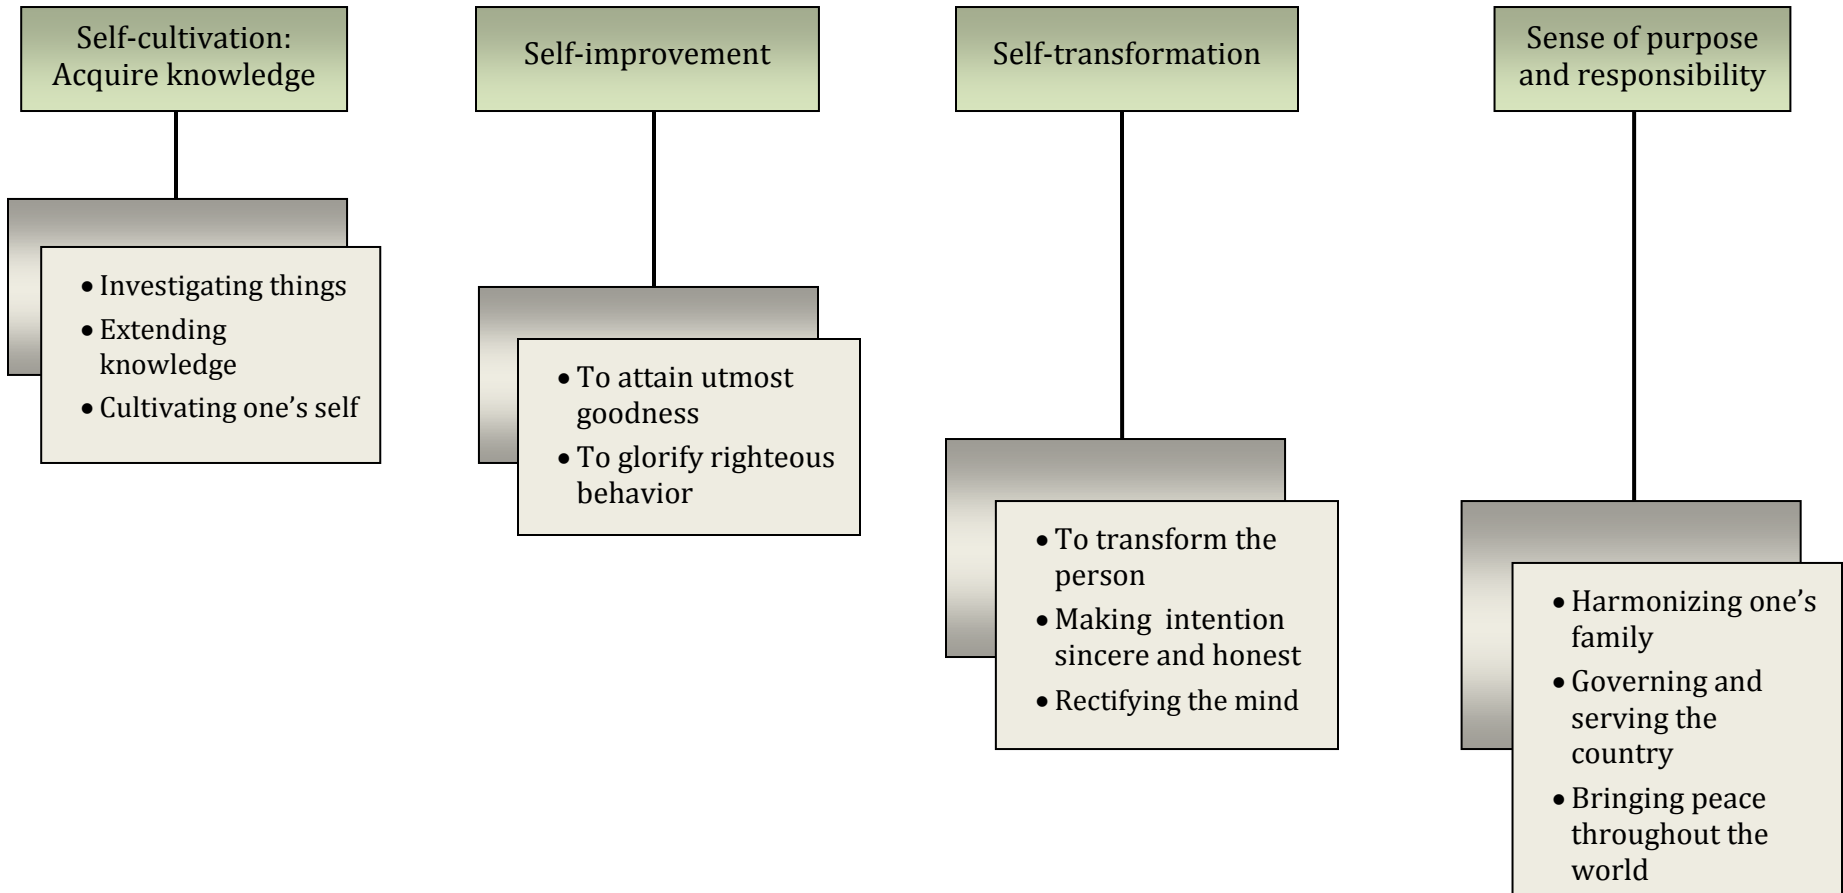 Self-cultivation:
Acquire knowledge
• Investigating things
• Extending
knowledge
• Cultivating one’s self
Self-improvement
• To attain utmost
goodness
• To glorify righteous
behavior
Self-transformation
• To transform the
person
• Making  intention
sincere and honest
• Rectifying the mind
Sense of purpose
and responsibility
• Harmonizing one’s
family
• Governing and
serving the
country
• Bringing peace
throughout the
world